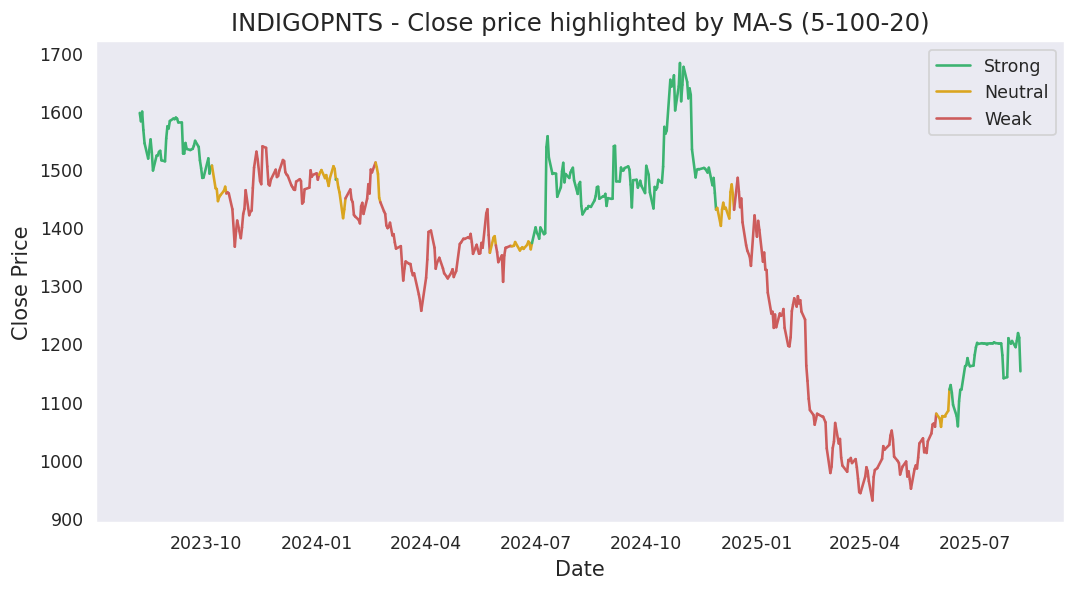 INDIGOPNTS - Close price highlighted by MA-S (5-100-20)
Strong
Neutral
Weak
Close Price
1700
1600
1500
1400
1300
1200
1100
1000
900
2023-10
2024-01
2024-04
2024-07
2024-10
2025-01
2025-04
2025-07
Date